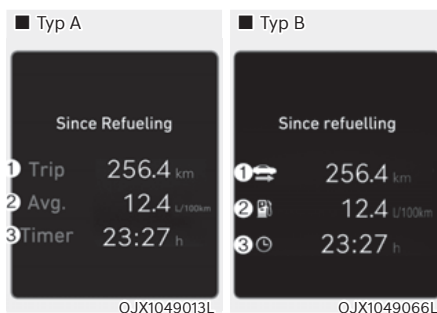 ■ Typ A
Since Refueling
1 Trip 256.4 km
2 Avg. 12.4 L/100km
3 Timer 23:27 h
OJX1049013L
■ Typ B
Since refuelling
1 256.4 km
2 12.4 L/100km
3 23:27 h
OJX1049066L